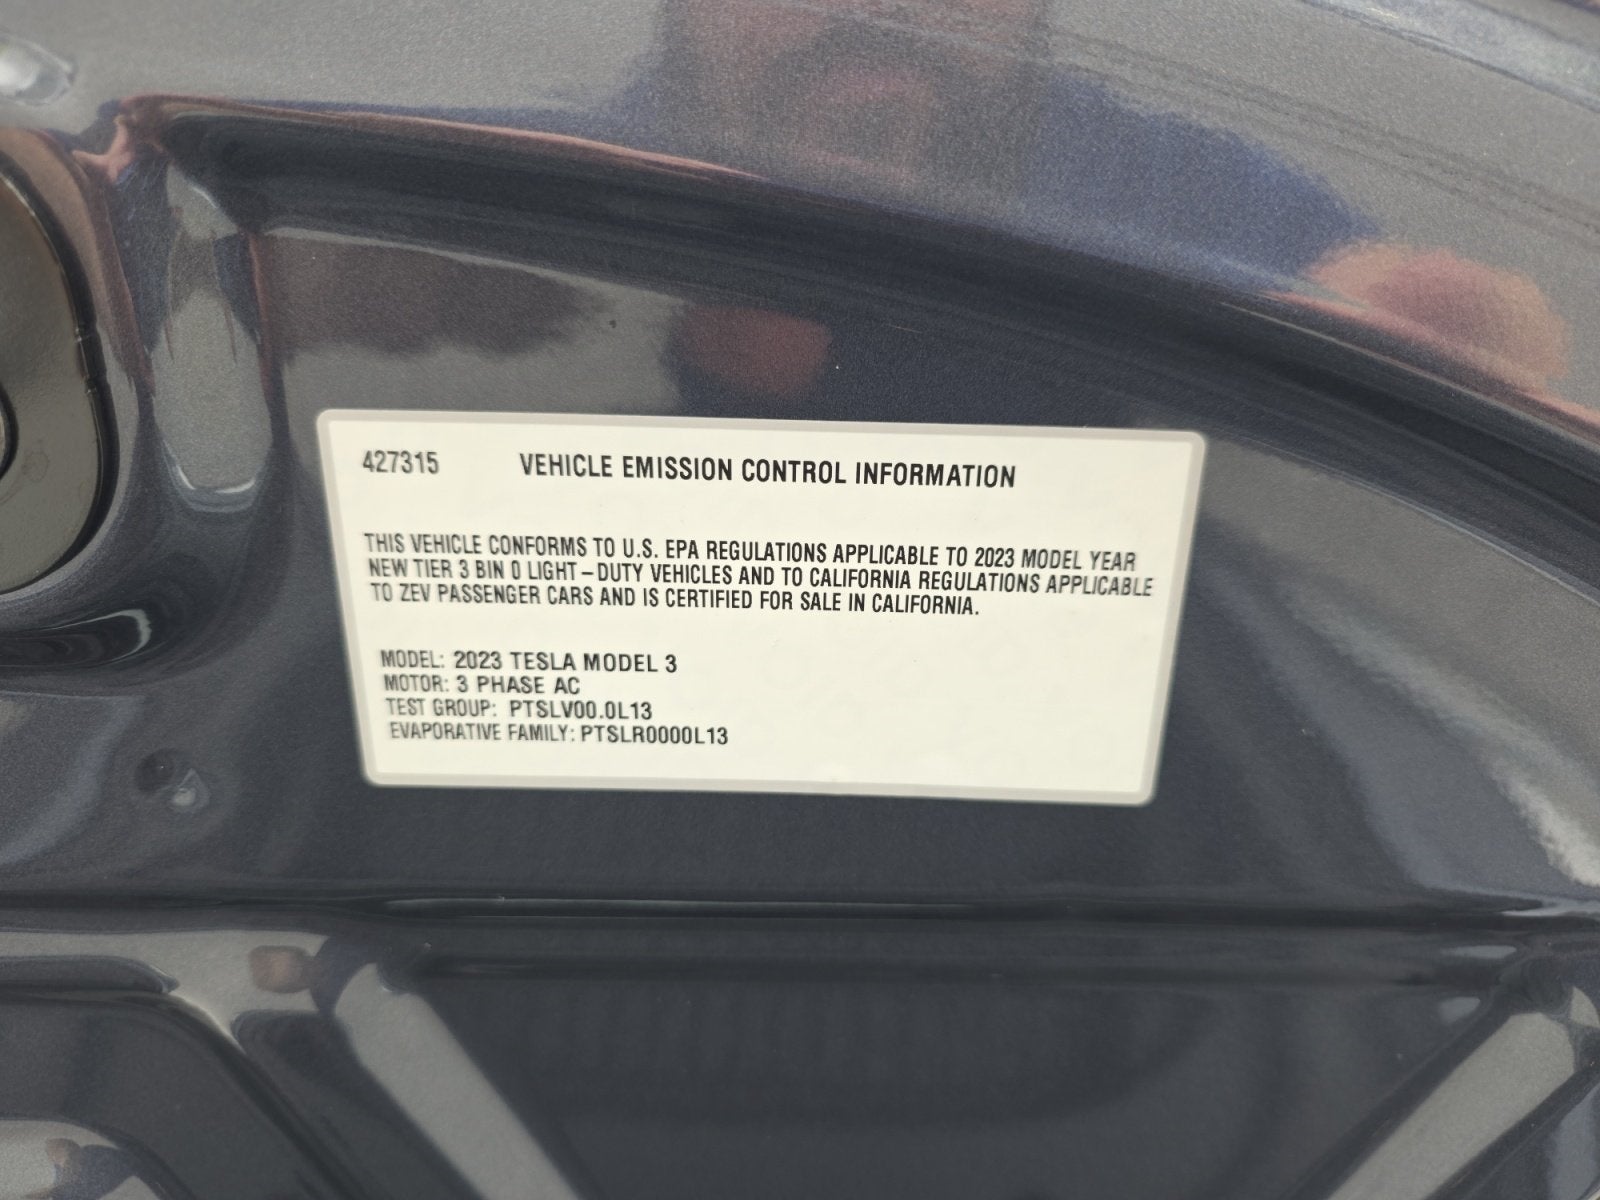 427315 VEHICLE EMISSION CONTROL INFORMATION
THIS VEHICLE CONFORMS TO U.S. EPA REGULATIONS APPLICABLE TO 2023 MODEL YEAR
NEW TIER 3 BIN 0 LIGHT-DUTY VEHICLES AND TO CALIFORNIA REGULATIONS APPLICABLE
TO ZEV PASSENGER CARS AND IS CERTIFIED FOR SALE IN CALIFORNIA.
MODEL: 2023 TESLA MODEL 3
MOTOR: 3 PHASE AC
TEST GROUP: PTSLV00.0L13
EVAPORATIVE FAMILY: PTSLR0000L13